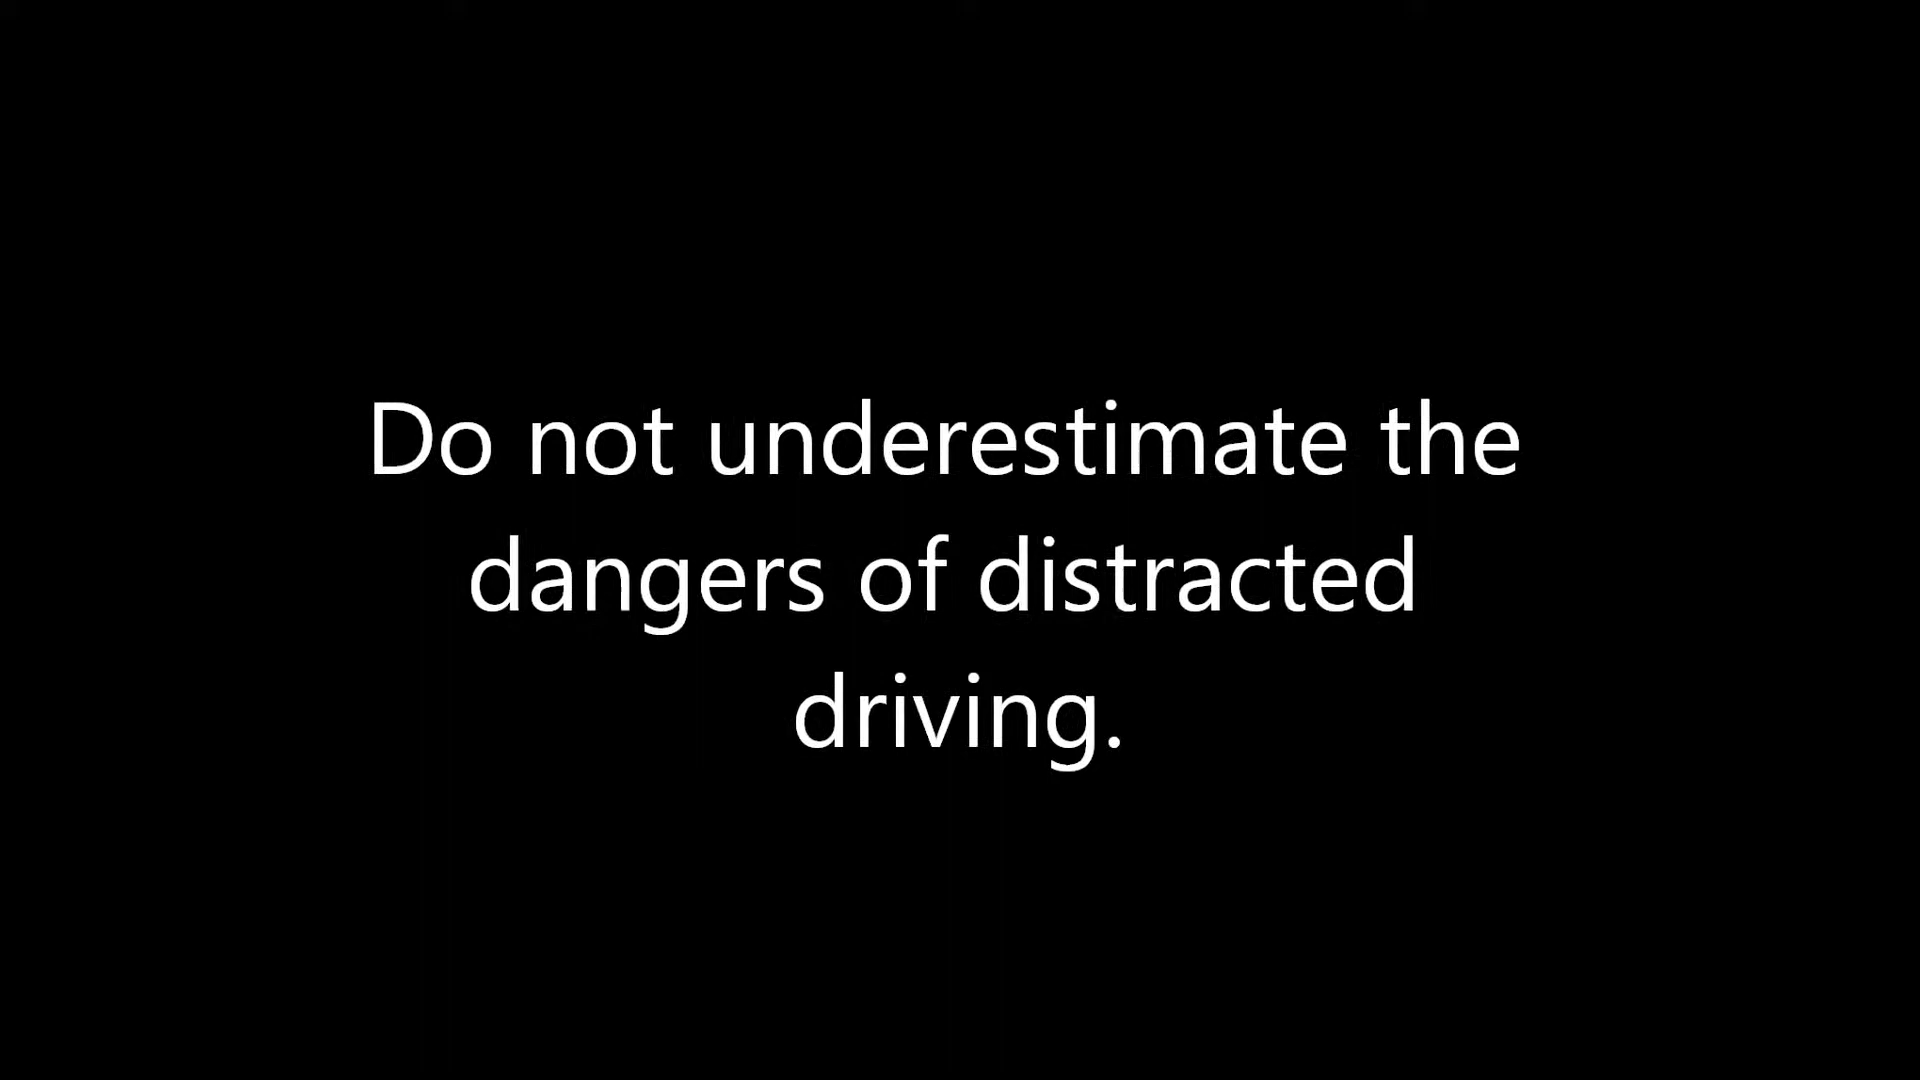 Do not underestimate the
dangers of distracted
driving.